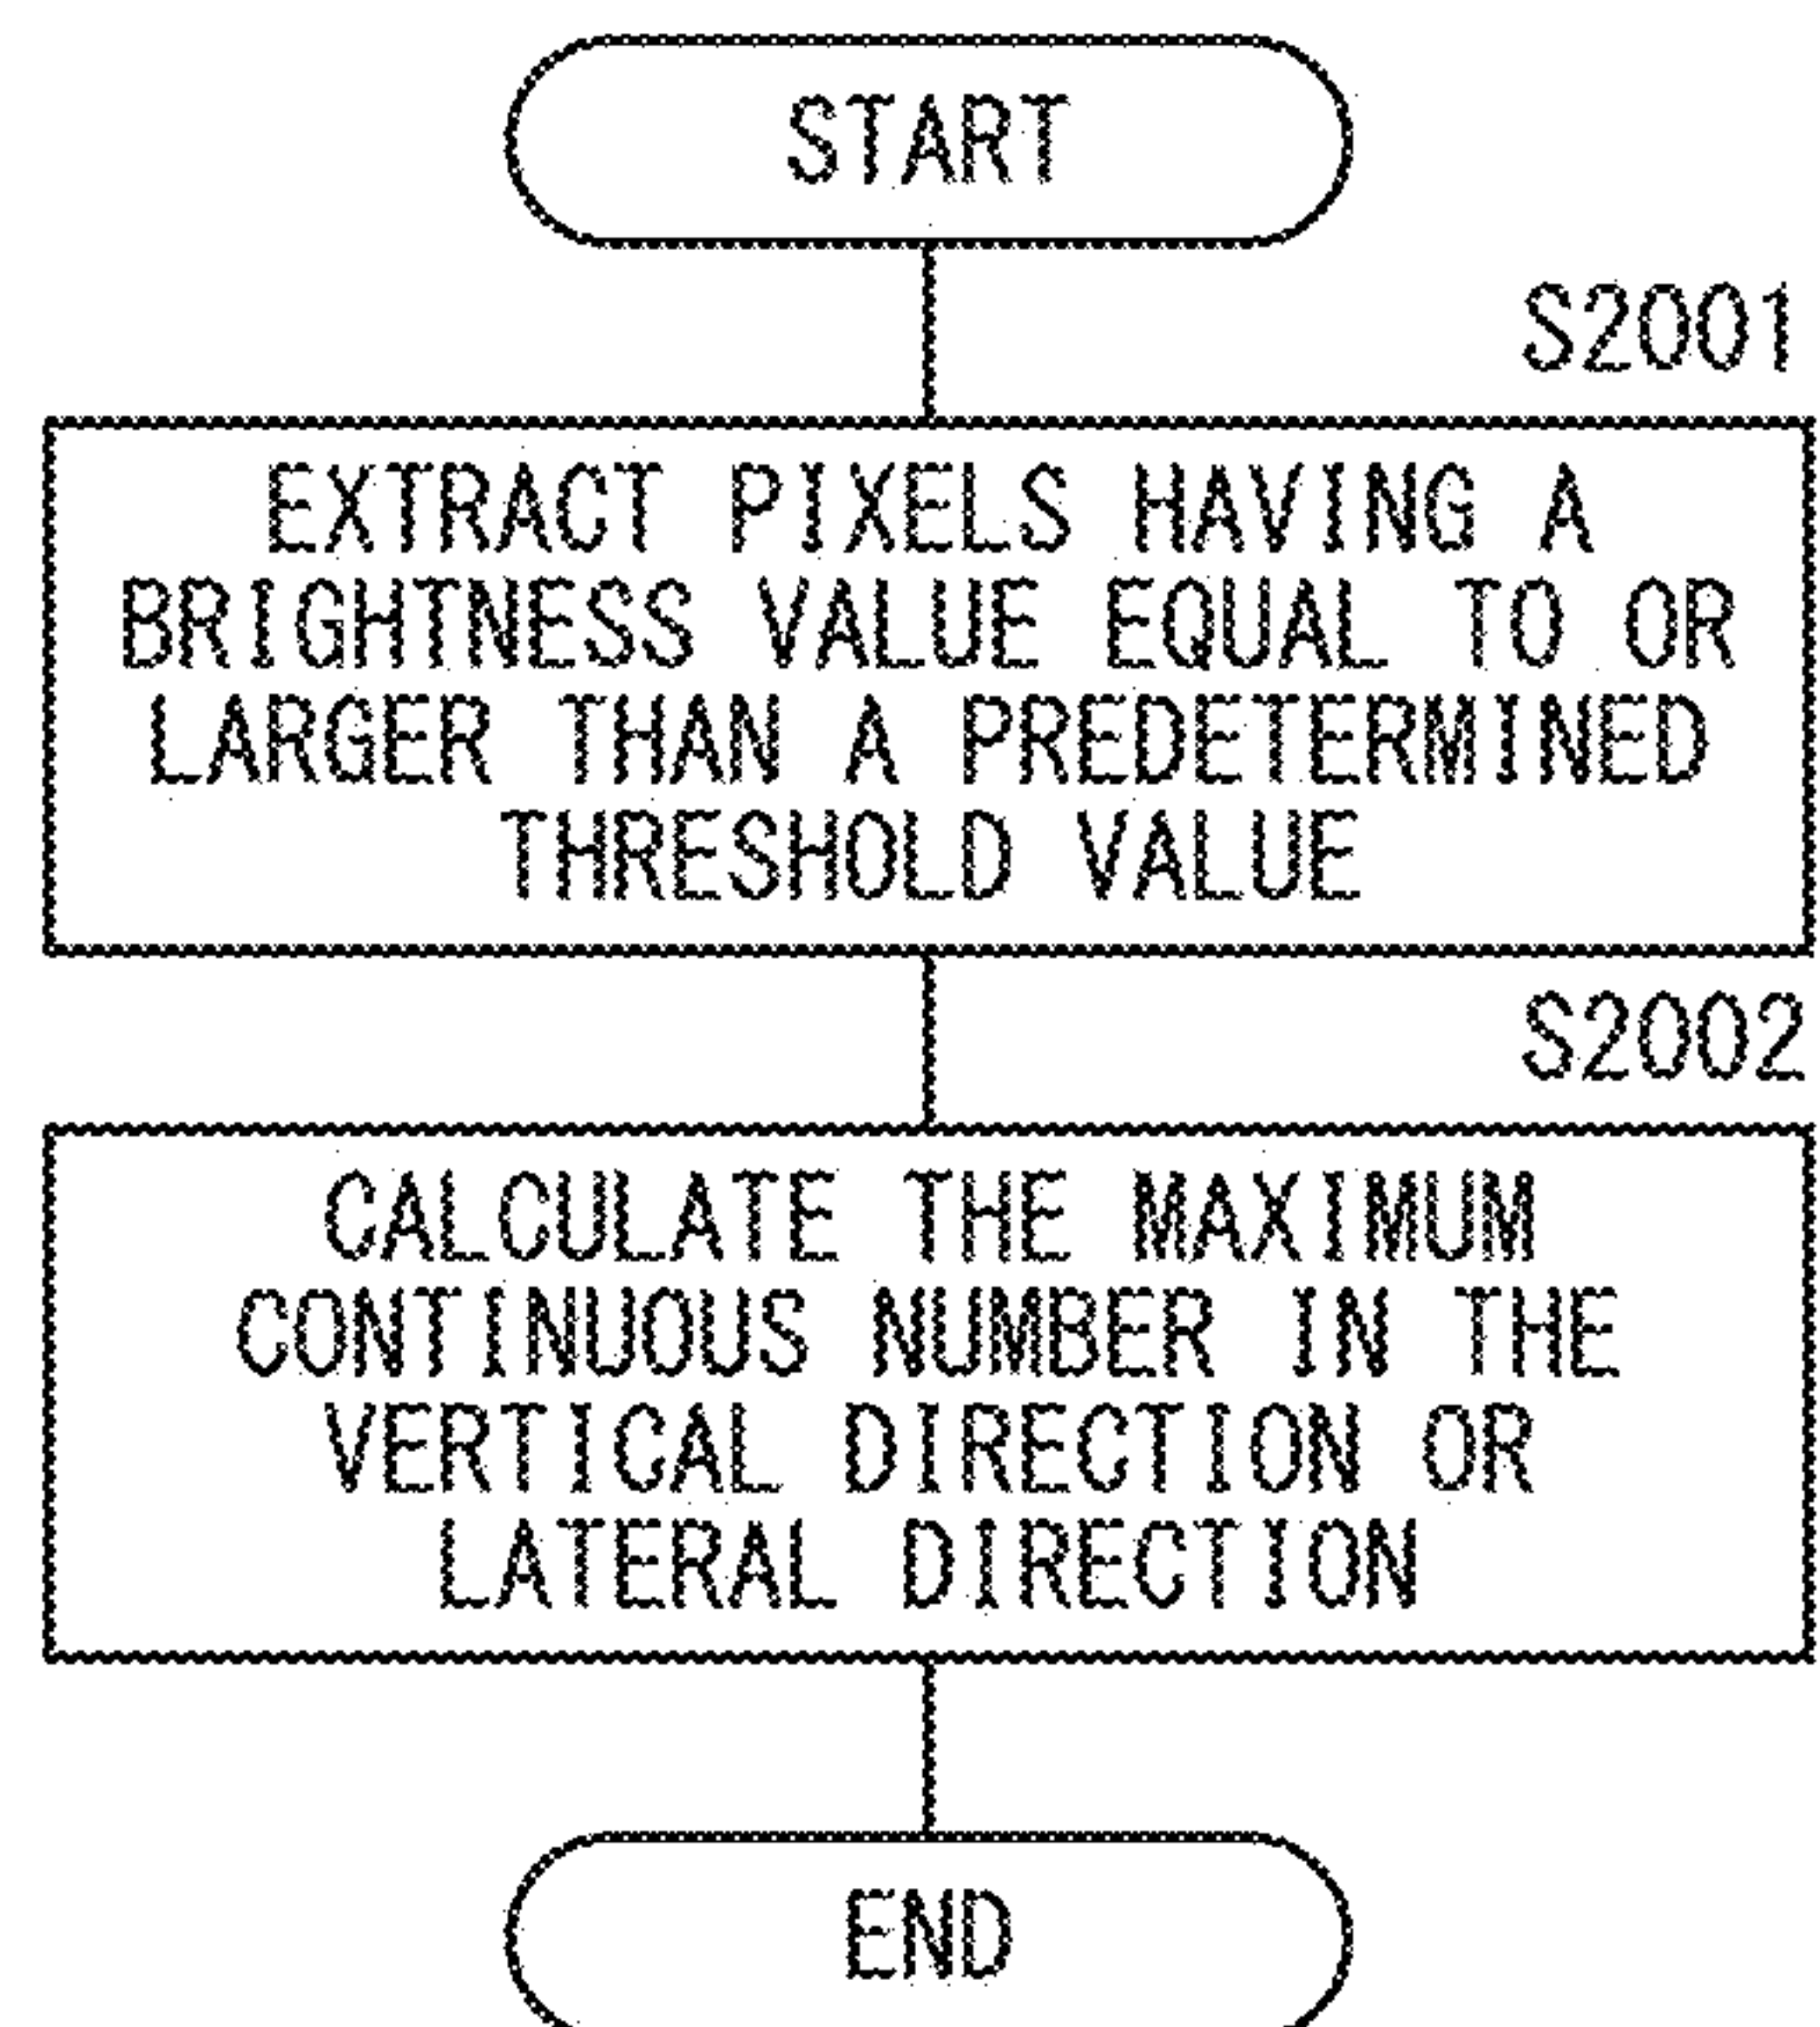 START
S2001
EXTRACT PIXELS HAVING A
BRIGHTNESS VALUE EQUAL TO OR
LARGER THAN A PREDETERMINED
THRESHOLD VALUE
S2002
CALCULATE THE MAXIMUM
CONTINUOUS NUMBER IN THE
VERTICAL DIRECTION OR
LATERAL DIRECTION
END